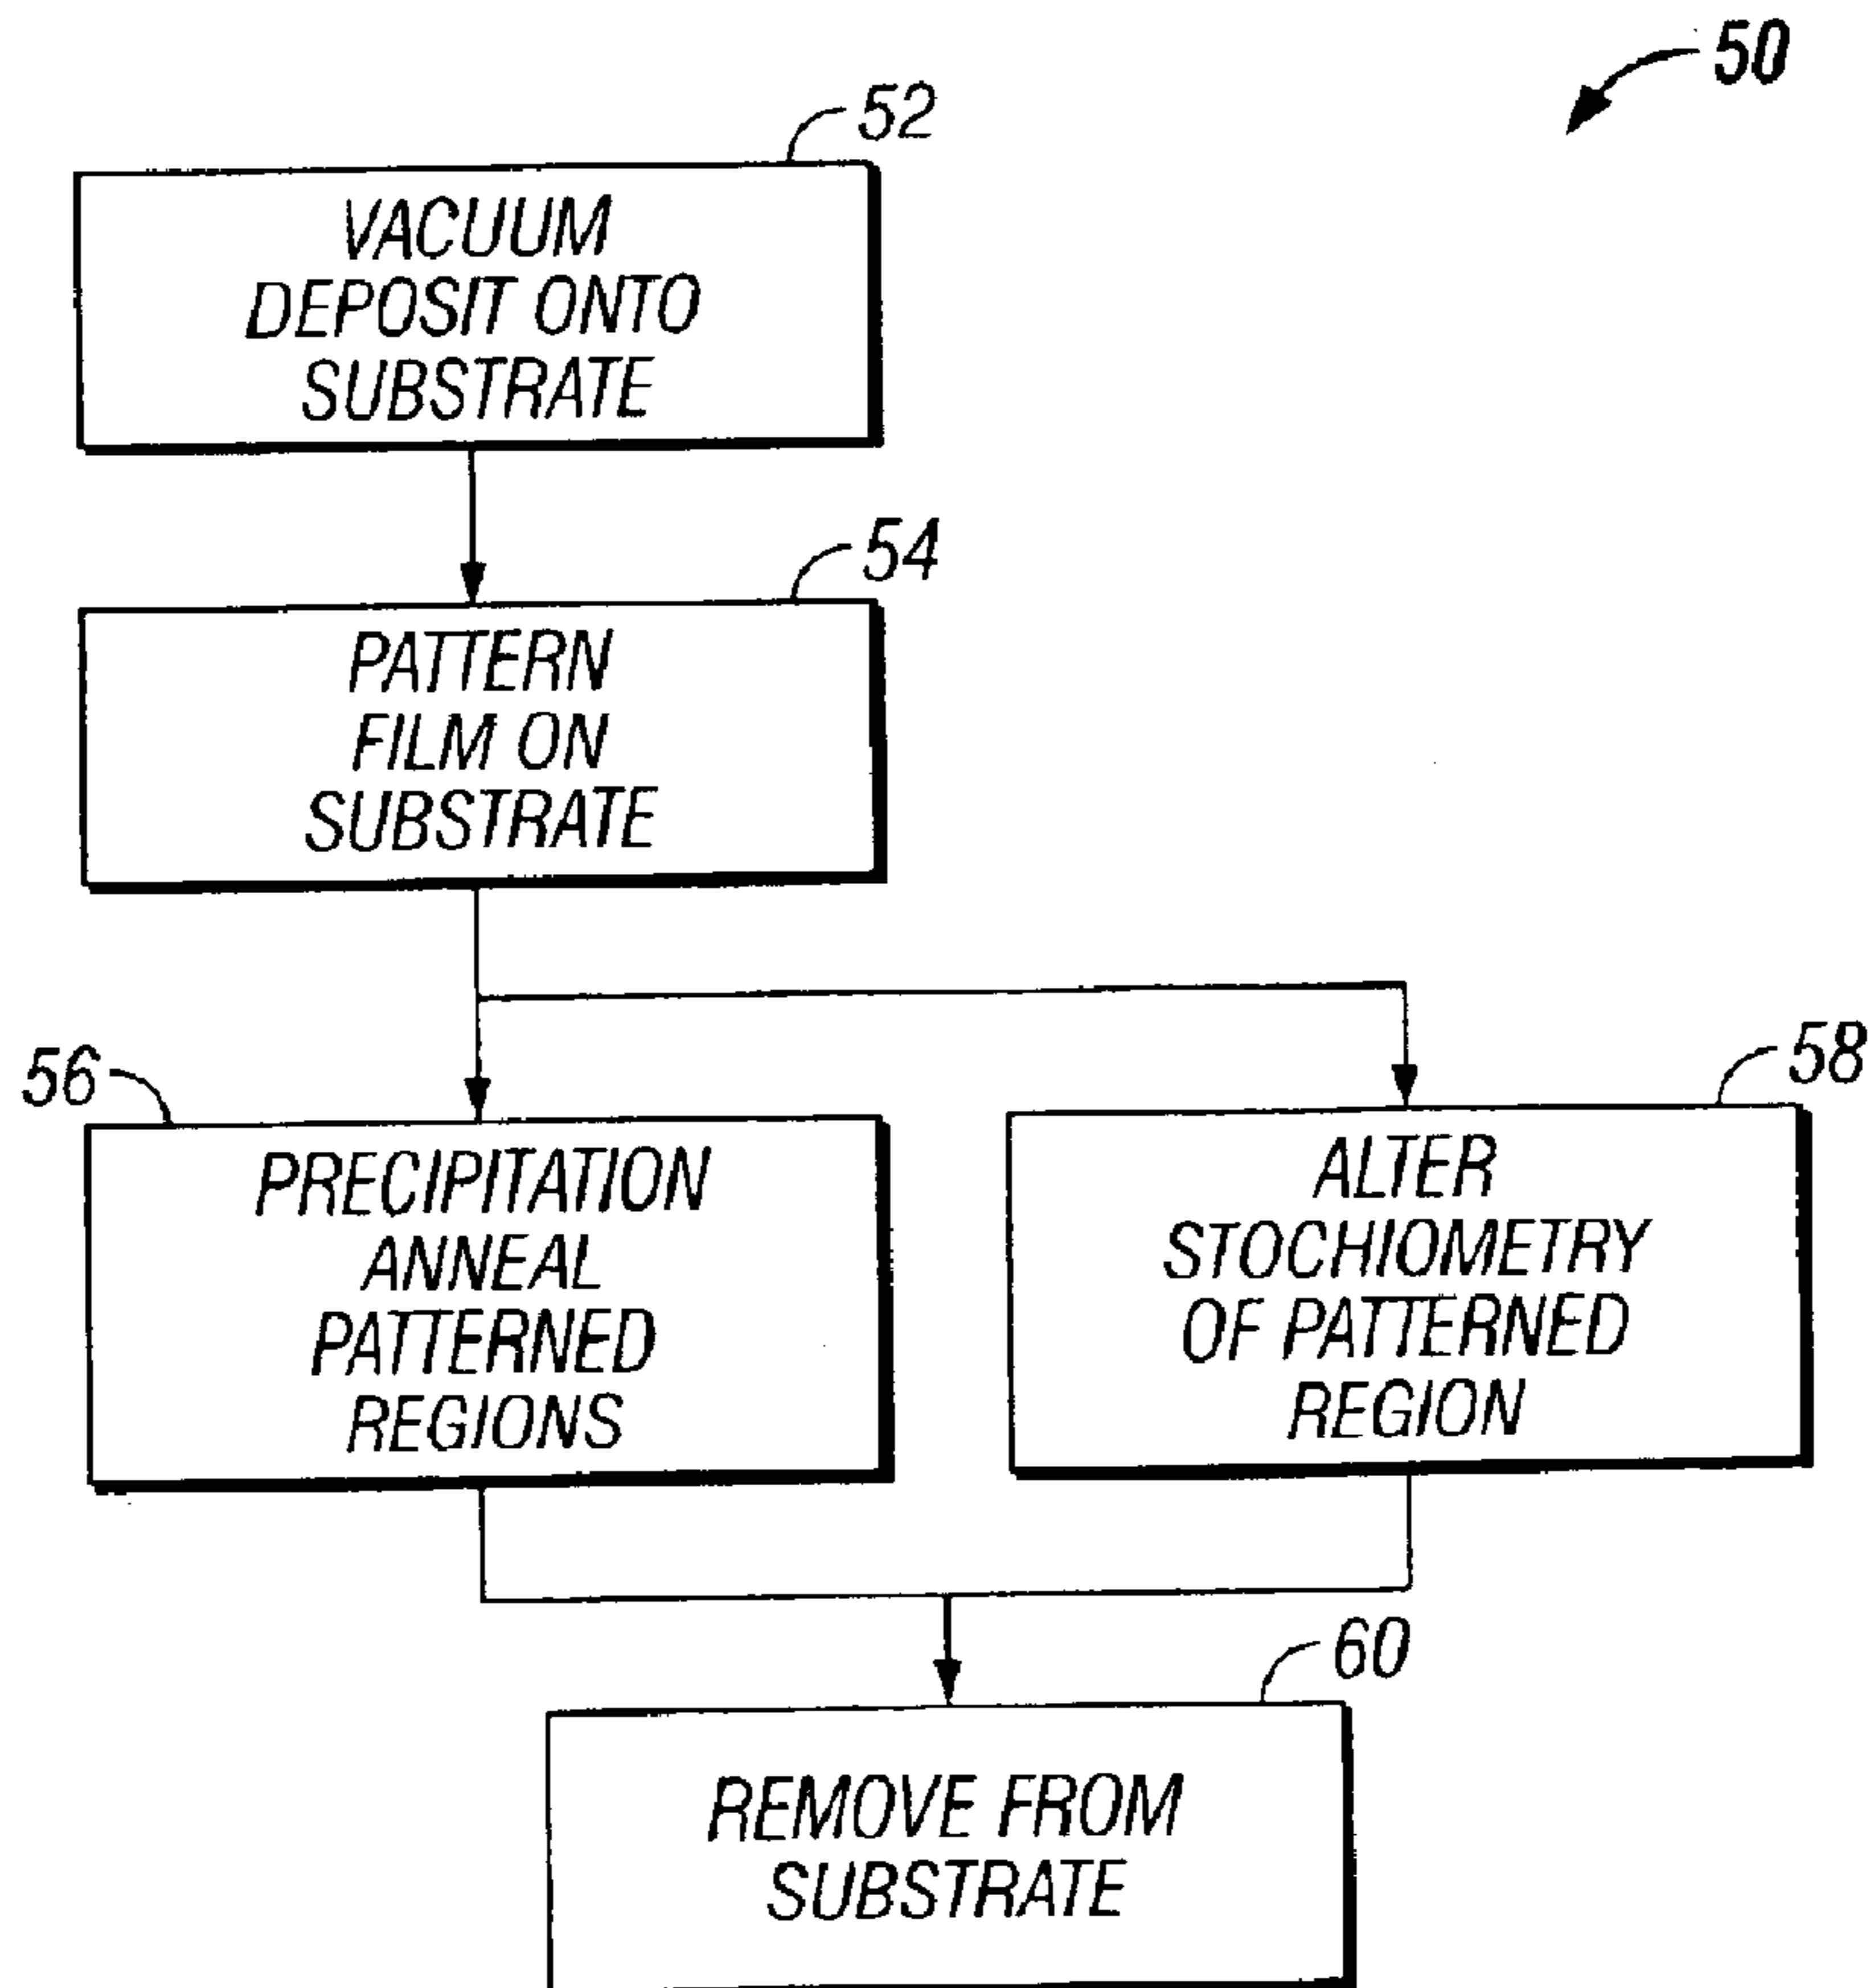 50
52
VACUUM
DEPOSIT ONTO
SUBSTRATE
54
PATTERN
FILM ON
SUBSTRATE
56
PRECIPITATION
ANNEAL
PATTERNED
REGIONS
58
ALTER
STOCHIOMETRY
OF PATTERNED
REGION
60
REMOVE FROM
SUBSTRATE